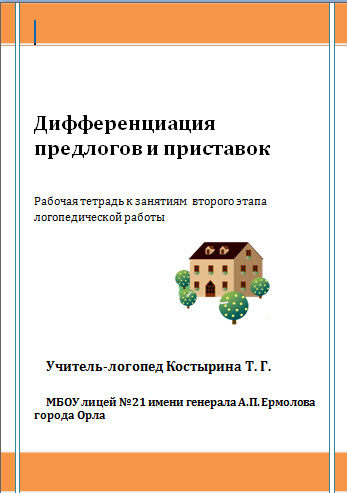 Дифференциация
предлогов и приставок
Рабочая тетрадь к занятиям второго этапа
логопедической работы
Учитель-логопед Костырина Т. Г.
МБОУ лицей №21 имени генерала А.П. Ермолова
города Орла